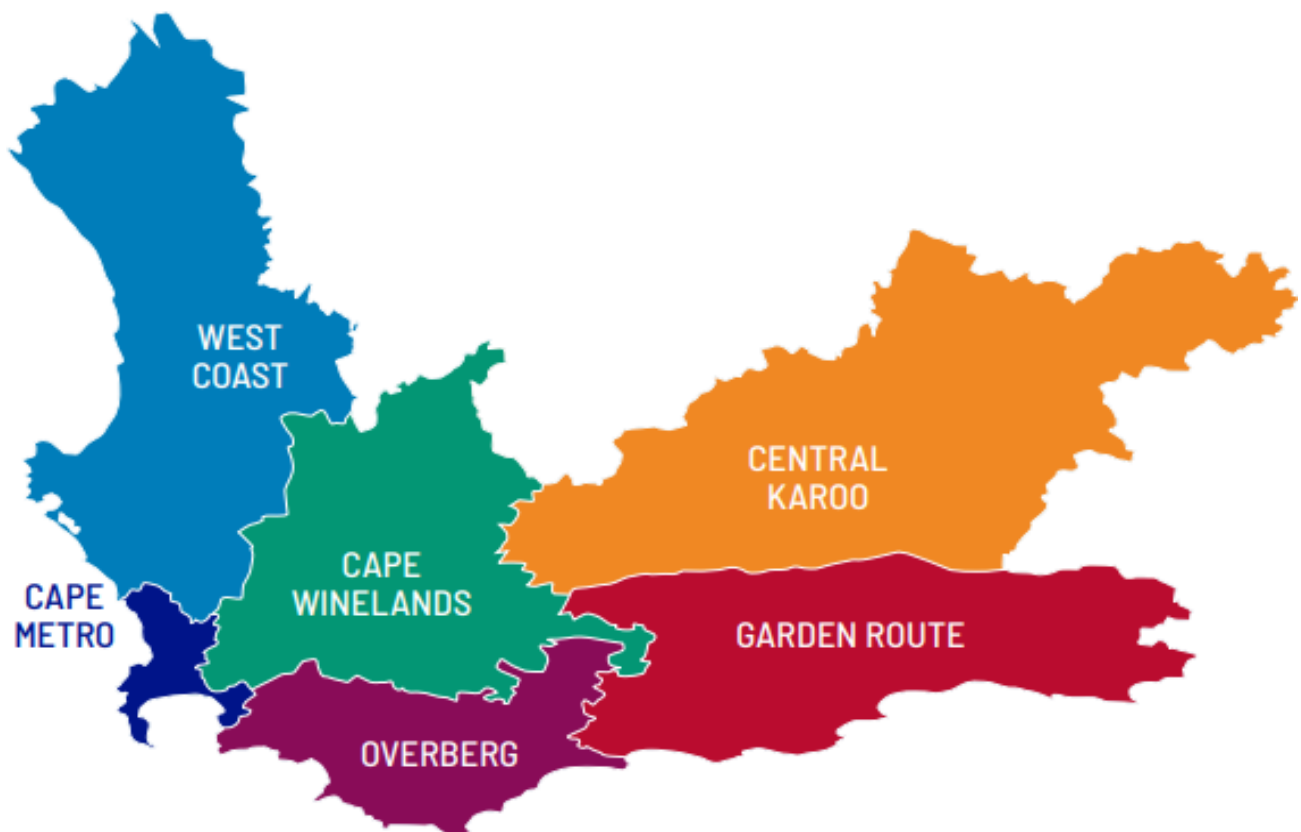 WEST
COAST
CENTRAL
KAROO
CAPE
WINELANDS
CAPE
METRO
GARDEN ROUTE
OVERBERG